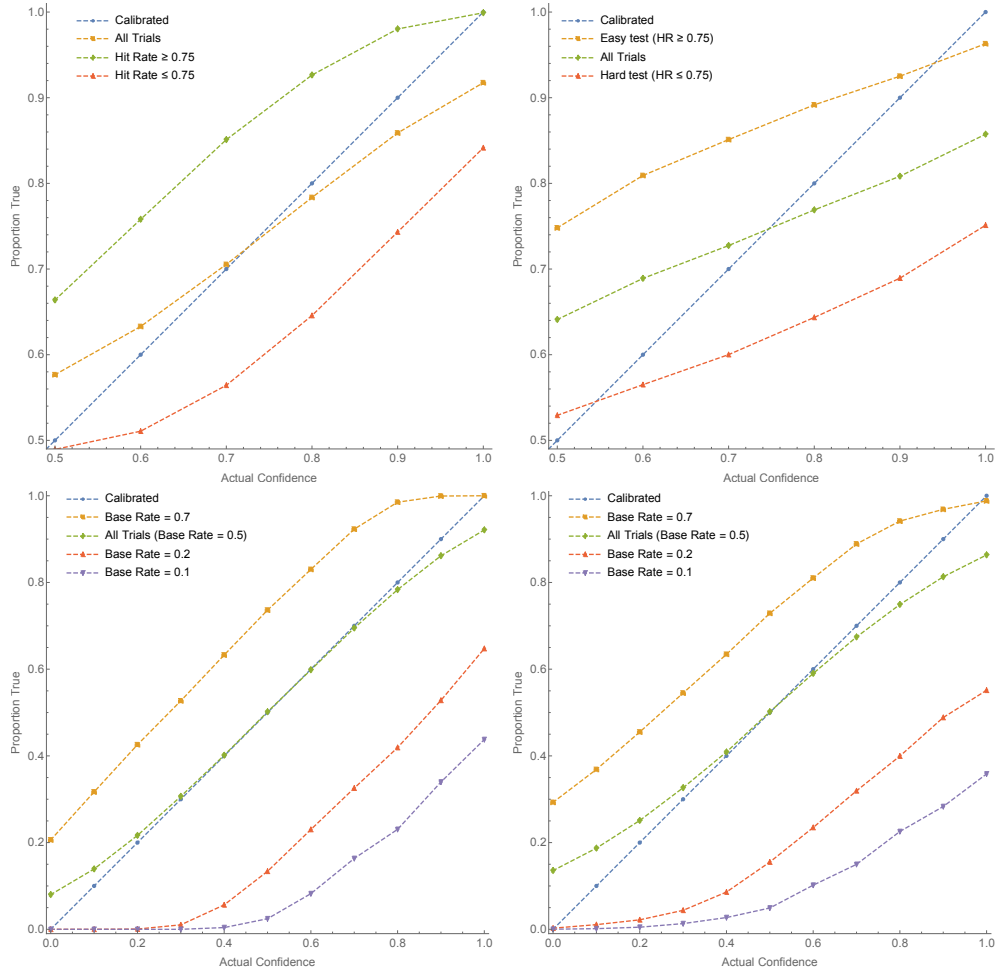 Calibrated
All Trials
Hit Rate ≥ 0.75
Hit Rate ≤ 0.75
1.0
0.9
0.8
0.7
0.6
0.5
Proportion True
0.5 0.6 0.7 0.8 0.9 1.0
Actual Confidence
Calibrated
Easy test (HR ≥ 0.75)
All Trials
Hard test (HR ≤ 0.75)
1.0
0.9
0.8
0.7
0.6
0.5
Proportion True
0.5 0.6 0.7 0.8 0.9 1.0
Actual Confidence
Calibrated
Base Rate = 0.7
All Trials (Base Rate = 0.5)
Base Rate = 0.2
Base Rate = 0.1
1.0
0.8
0.6
0.4
0.2
0.0
Proportion True
0.0 0.2 0.4 0.6 0.8 1.0
Actual Confidence
Calibrated
Base Rate = 0.7
All Trials (Base Rate = 0.5)
Base Rate = 0.2
Base Rate = 0.1
1.0
0.8
0.6
0.4
0.2
0.0
Proportion True
0.0 0.2 0.4 0.6 0.8 1.0
Actual Confidence